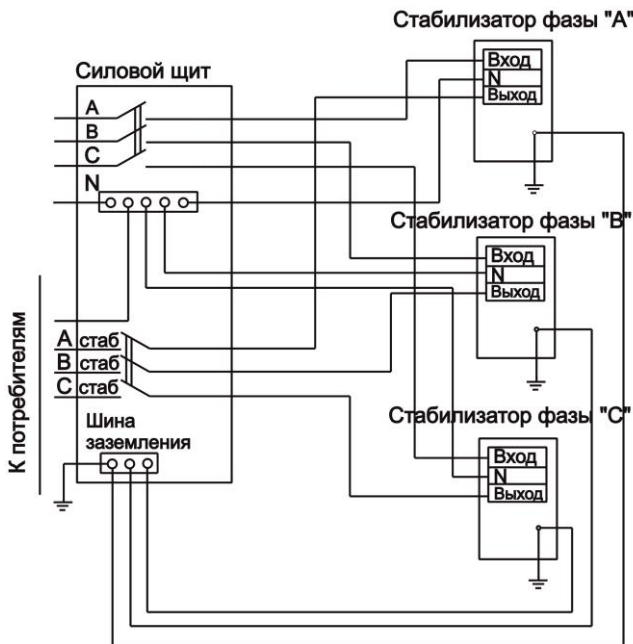 Стабилизатор фазы "А"
Вход
N
Выход
Силовой щит
А
В
С
N
Стабилизатор фазы "В"
Вход
N
Выход
К потребителям
А стаб
В стаб
С стаб
Шина
заземления
Стабилизатор фазы "С"
Вход
N
Выход